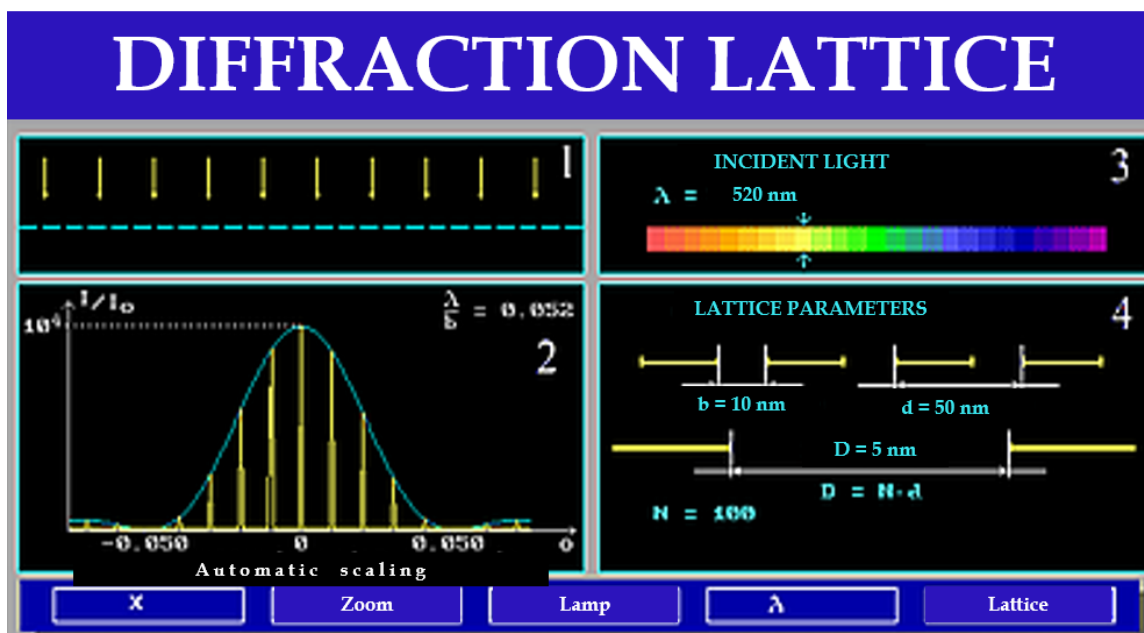 DIFFRACTION LATTICE
1
INCIDENT LIGHT
3
λ = 520 nm
I/I₀
10⁴
λ/b = 0.052
2
-0.050 0 0.050
Automatic scaling
LATTICE PARAMETERS
4
b = 10 nm
d = 50 nm
D = 5 nm
D = N·d
N = 100
X
Zoom
Lamp
λ
Lattice